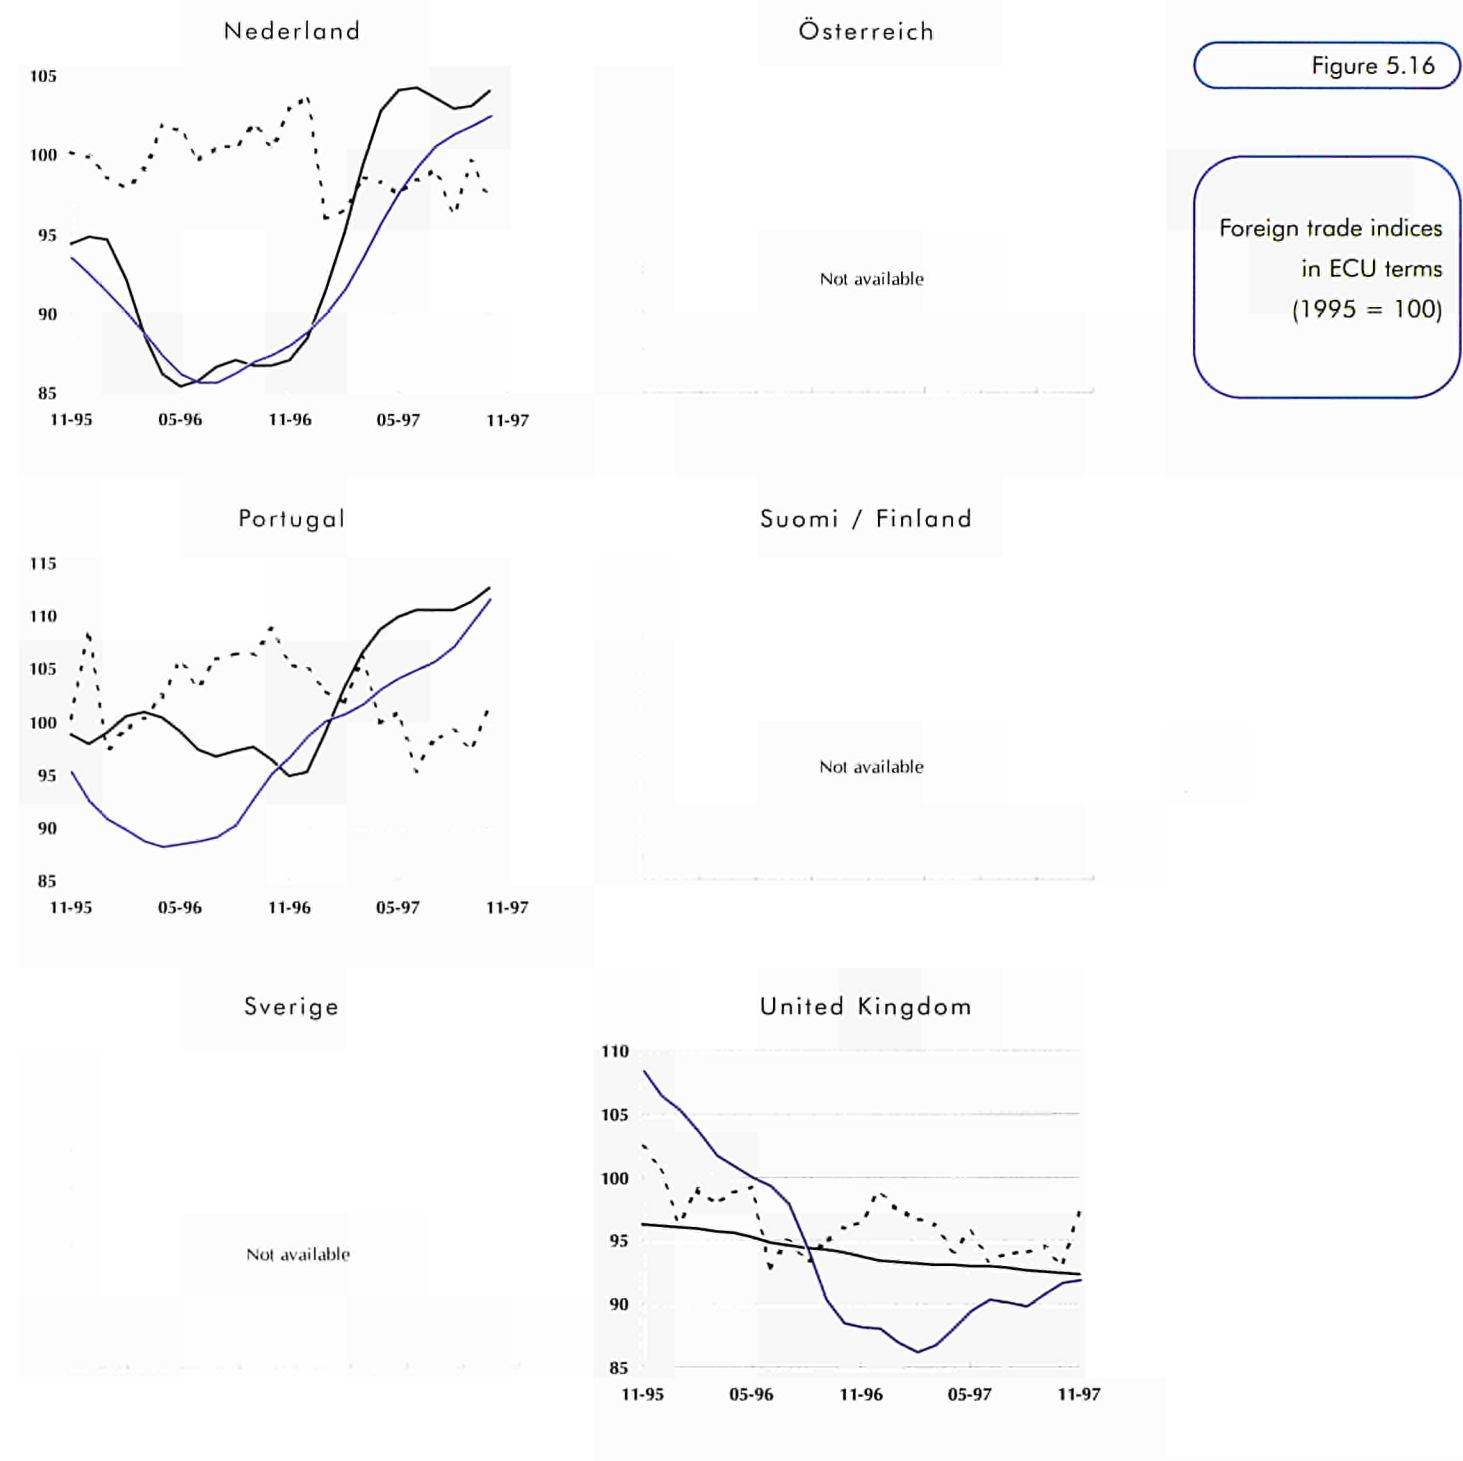 Nederland
105
100
95
90
85
11-95 05-96 11-96 05-97 11-97
Österreich
Not available
Figure 5.16
Foreign trade indices
in ECU terms
(1995 = 100)
Portugal
115
110
105
100
95
90
85
11-95 05-96 11-96 05-97 11-97
Suomi / Finland
Not available
Sverige
Not available
United Kingdom
110
105
100
95
90
85
11-95 05-96 11-96 05-97 11-97